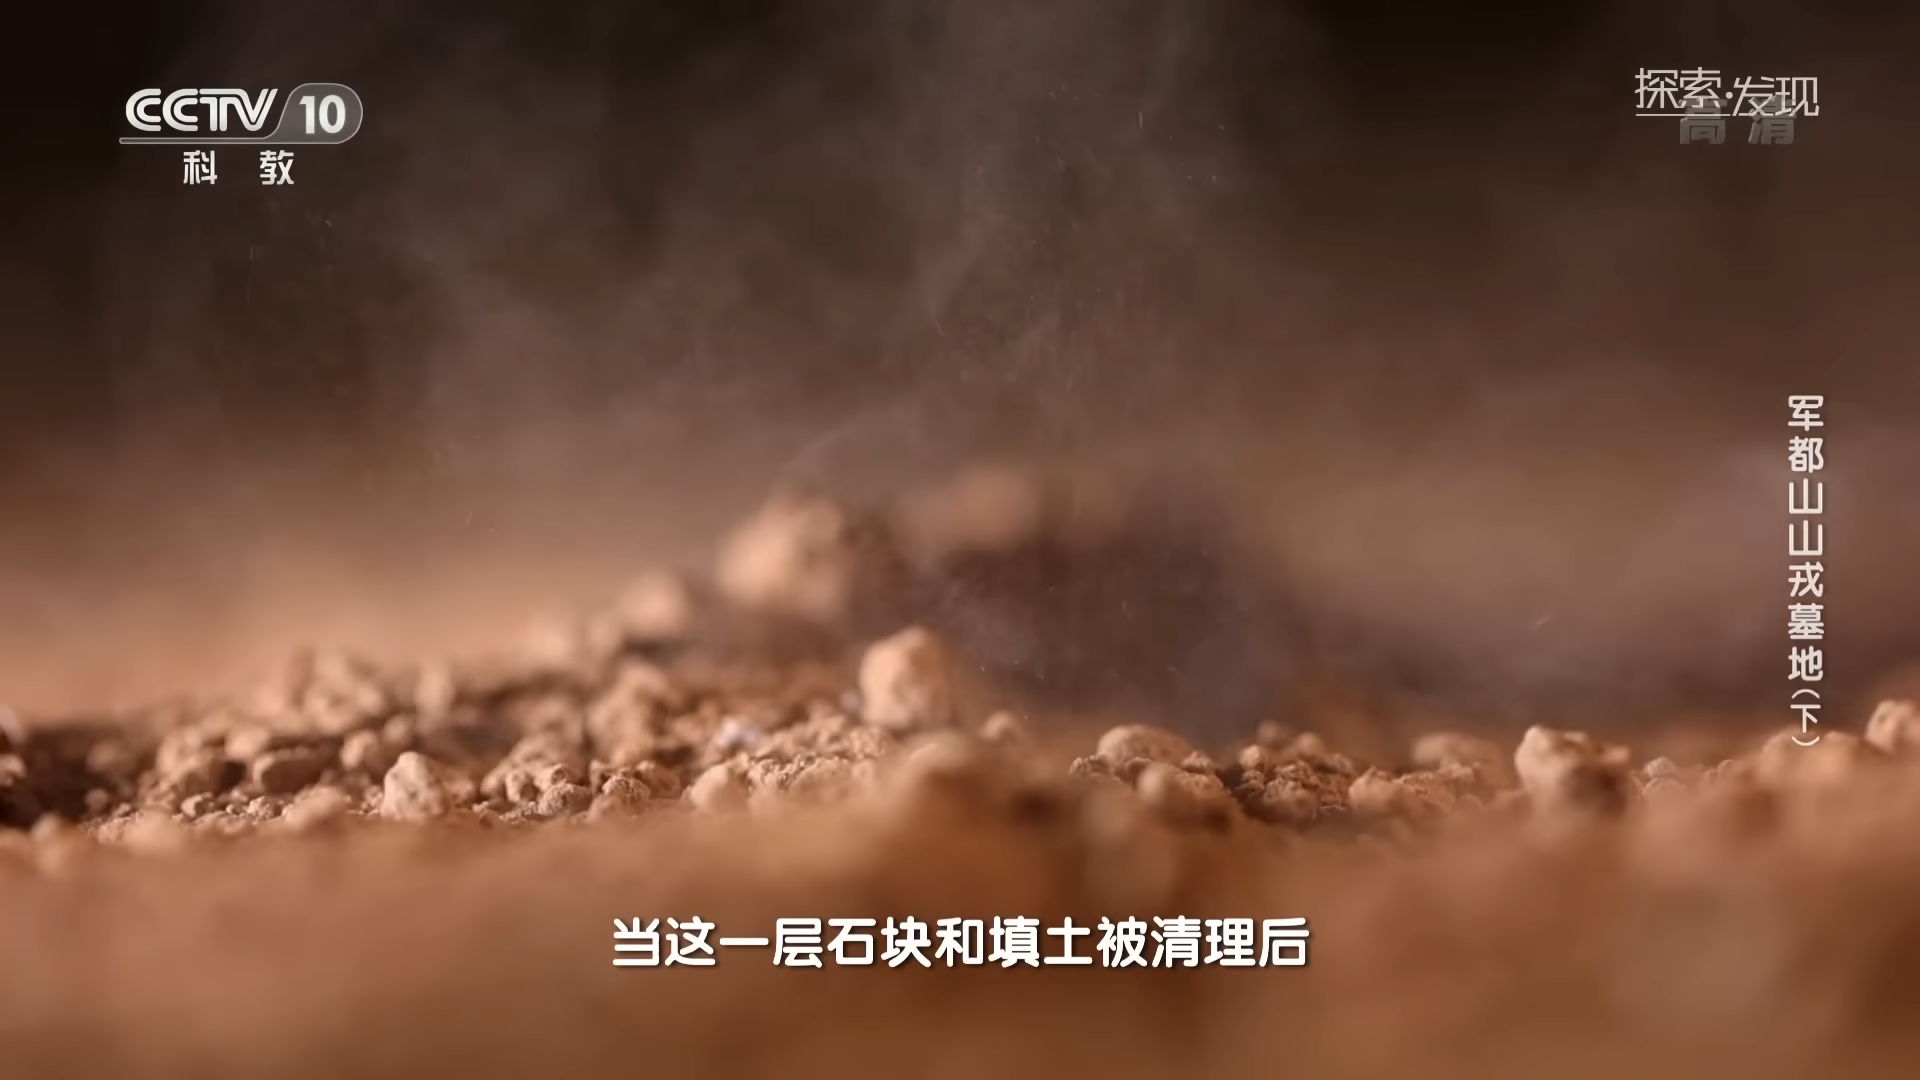 CCTV 10
科教
探索·发现
高清
军都山山戎墓地(下)
当这一层石块和填土被清理后